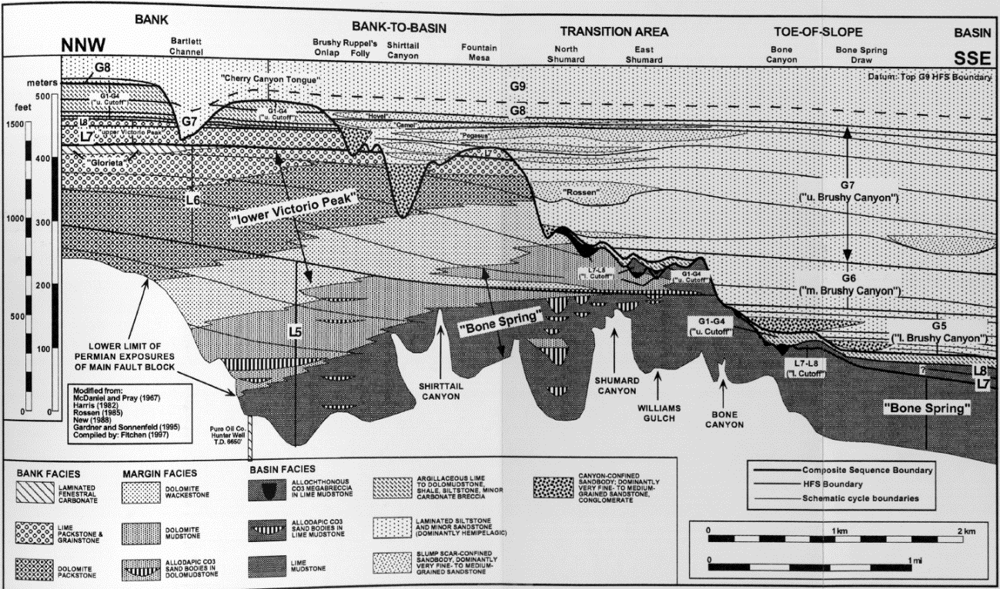 BANK
BANK-TO-BASIN
TRANSITION AREA
TOE-OF-SLOPE
BASIN
NNW
Bartlett
Channel
Brushy
Onlap
Ruppel's
Folly
Shirttail
Canyon
Fountain
Mesa
North
Shumard
East
Shumard
Bone
Canyon
Bone Spring
Draw
SSE
Datum: Top G9 HFS Boundary
G8
meters
feet
500
1500
400
1000
300
200
500
100
0
0
G1-G4
("u. Cutoff")
"Cherry Canyon Tongue"
G7
G1-G4
("u. Cutoff")
G9
G8
"Hovel"
"Camel"
"Pegasus"
L8
L7
"upper Victorio Peak"
"Glorieta"
L6
L7
"lower Victorio Peak"
"Rossen"
G7
("u. Brushy Canyon")
G6
("m. Brushy Canyon")
L7-L8
("l. Cutoff")
G1-G4
("u. Cutoff")
G1-G4
("u. Cutoff")
G5
("l. Brushy Canyon")
L7-L8
("l. Cutoff")
?
L8
L7
"Bone Spring"
"Bone Spring"
L5
LOWER LIMIT OF
PERMIAN EXPOSURES
OF MAIN FAULT BLOCK
SHIRTTAIL
CANYON
SHUMARD
CANYON
WILLIAMS
GULCH
BONE
CANYON
Modified from:
McDaniel and Pray (1967)
Harris (1982)
Rossen (1985)
New (1988)
Gardner and Sonnenfeld (1995)
Compiled by: Fitchen (1997)
Pure Oil Co.
Hunter Well
T.D. 6650'
BANK FACIES
LAMINATED
FENESTRAL
CARBONATE
LIME
PACKSTONE &
GRAINSTONE
DOLOMITE
PACKSTONE
MARGIN FACIES
DOLOMITE
WACKESTONE
DOLOMITE
MUDSTONE
ALLODAPIC CO3
SAND BODIES IN
DOLOMUDSTONE
BASIN FACIES
ALLOCHTHONOUS
CO3 MEGABRECCIA
IN LIME MUDSTONE
ALLODAPIC CO3
SAND BODIES IN
LIME MUDSTONE
LIME
MUDSTONE
ARGILLACEOUS LIME
TO DOLOMUDSTONE,
SHALE, SILTSTONE, MINOR
CARBONATE BRECCIA
LAMINATED SILTSTONE
AND MINOR SANDSTONE
(DOMINANTLY HEMIPELAGIC)
SLUMP SCAR-CONFINED
SANDBODY, DOMINANTLY
VERY FINE- TO MEDIUM-
GRAINED SANDSTONE
CANYON-CONFINED
SANDBODY; DOMINANTLY
VERY FINE- TO MEDIUM-
GRAINED SANDSTONE,
CONGLOMERATE
Composite Sequence Boundary
HFS Boundary
Schematic cycle boundaries
0
1 km
2 km
0
1 mi